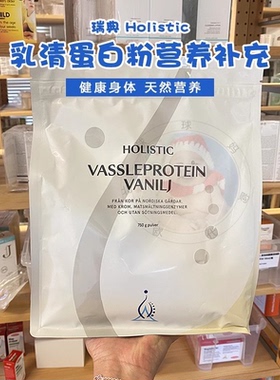 瑞典 Holistic
乳清蛋白粉营养补充
健康身体 天然营养
HOLISTIC
VASSLEPROTEIN
VANILJ
FRÅN KOR PÅ NORDISKA GÅRDAR
MED KROM, MATSMÄLTNINGSENZYMER
OCH UTAN SÖTNINGSMEDEL
750 g pulver